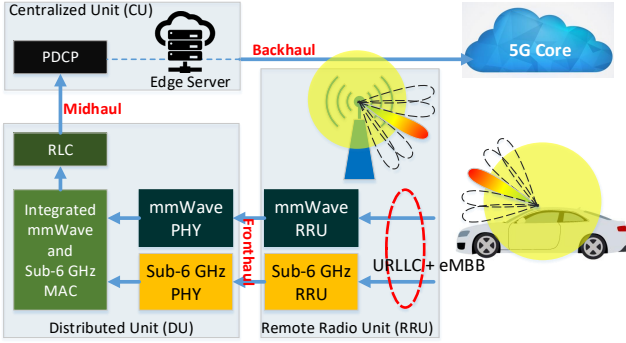 Centralized Unit (CU)
PDCP
Edge Server
Backhaul
5G Core
Midhaul
RLC
Integrated
mmWave
and
Sub-6 GHz
MAC
mmWave
PHY
Sub-6 GHz
PHY
Fronthaul
mmWave
RRU
Sub-6 GHz
RRU
URLLC + eMBB
Distributed Unit (DU)
Remote Radio Unit (RRU)